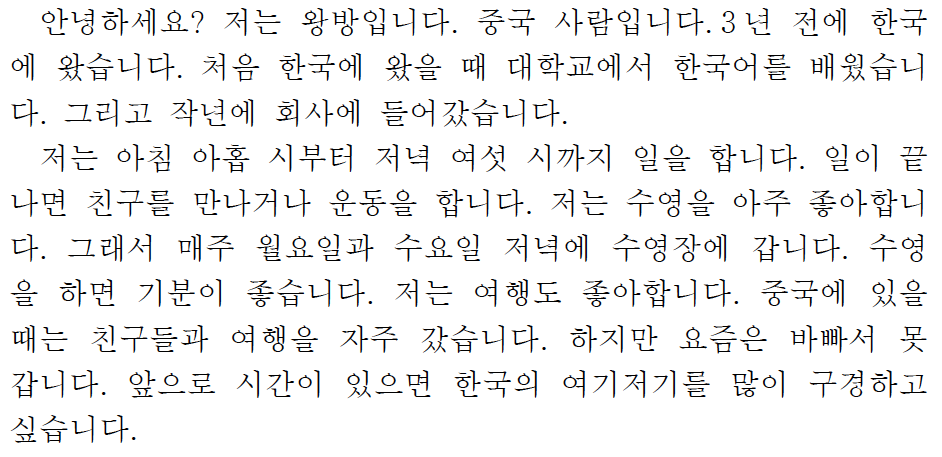 안녕하세요? 저는 왕방입니다. 중국 사람입니다. 3년 전에 한국
에 왔습니다. 처음 한국에 왔을 때 대학교에서 한국어를 배웠습니
다. 그리고 작년에 회사에 들어갔습니다.
저는 아침 아홉 시부터 저녁 여섯 시까지 일을 합니다. 일이 끝
나면 친구를 만나거나 운동을 합니다. 저는 수영을 아주 좋아합니
다. 그래서 매주 월요일과 수요일 저녁에 수영장에 갑니다. 수영
을 하면 기분이 좋습니다. 저는 여행도 좋아합니다. 중국에 있을
때는 친구들과 여행을 자주 갔습니다. 하지만 요즘은 바빠서 못
갑니다. 앞으로 시간이 있으면 한국의 여기저기를 많이 구경하고
싶습니다.